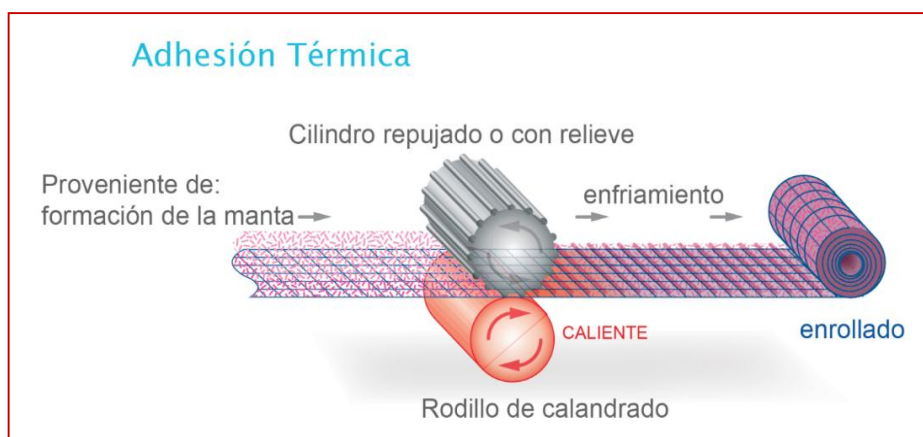 Adhesión Térmica
Cilindro repujado o con relieve
Proveniente de:
formación de la manta
enfriamiento
CALIENTE
enrollado
Rodillo de calandrado